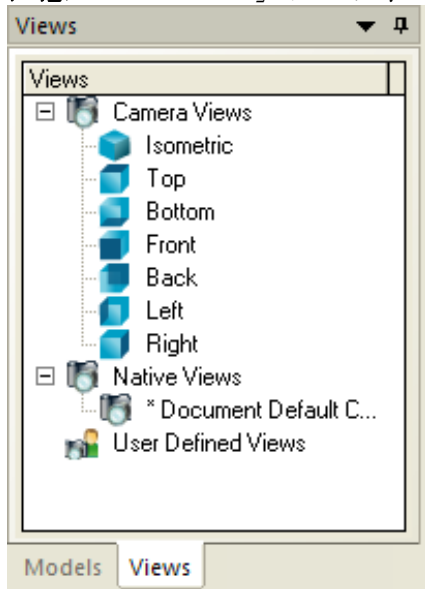 Views
Views
Camera Views
Isometric
Top
Bottom
Front
Back
Left
Right
Native Views
* Document Default C...
User Defined Views
Models Views